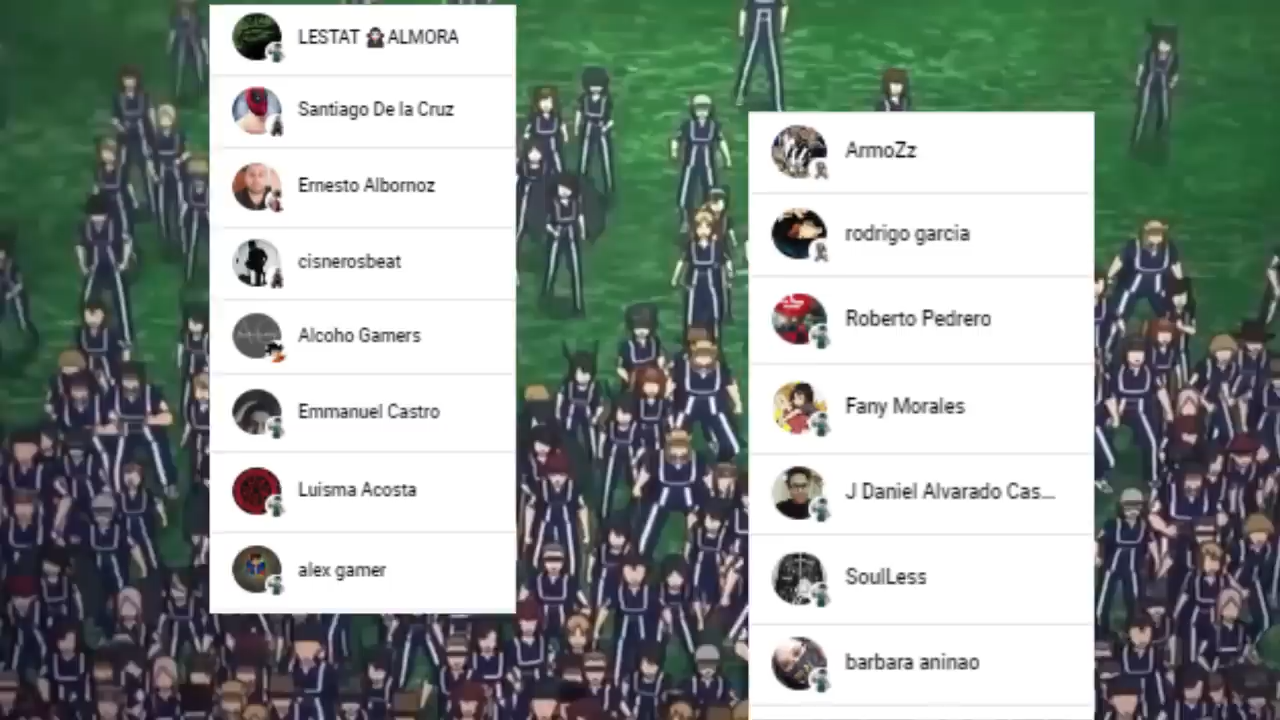 LESTAT 🧛🏻‍♂️ALMORA
Santiago De la Cruz
Ernesto Albornoz
cisnerosbeat
Alcoho Gamers
Emmanuel Castro
Luisma Acosta
alex gamer
ArmoZz
rodrigo garcia
Roberto Pedrero
Fany Morales
J Daniel Alvarado Cas...
SoulLess
barbara aninao